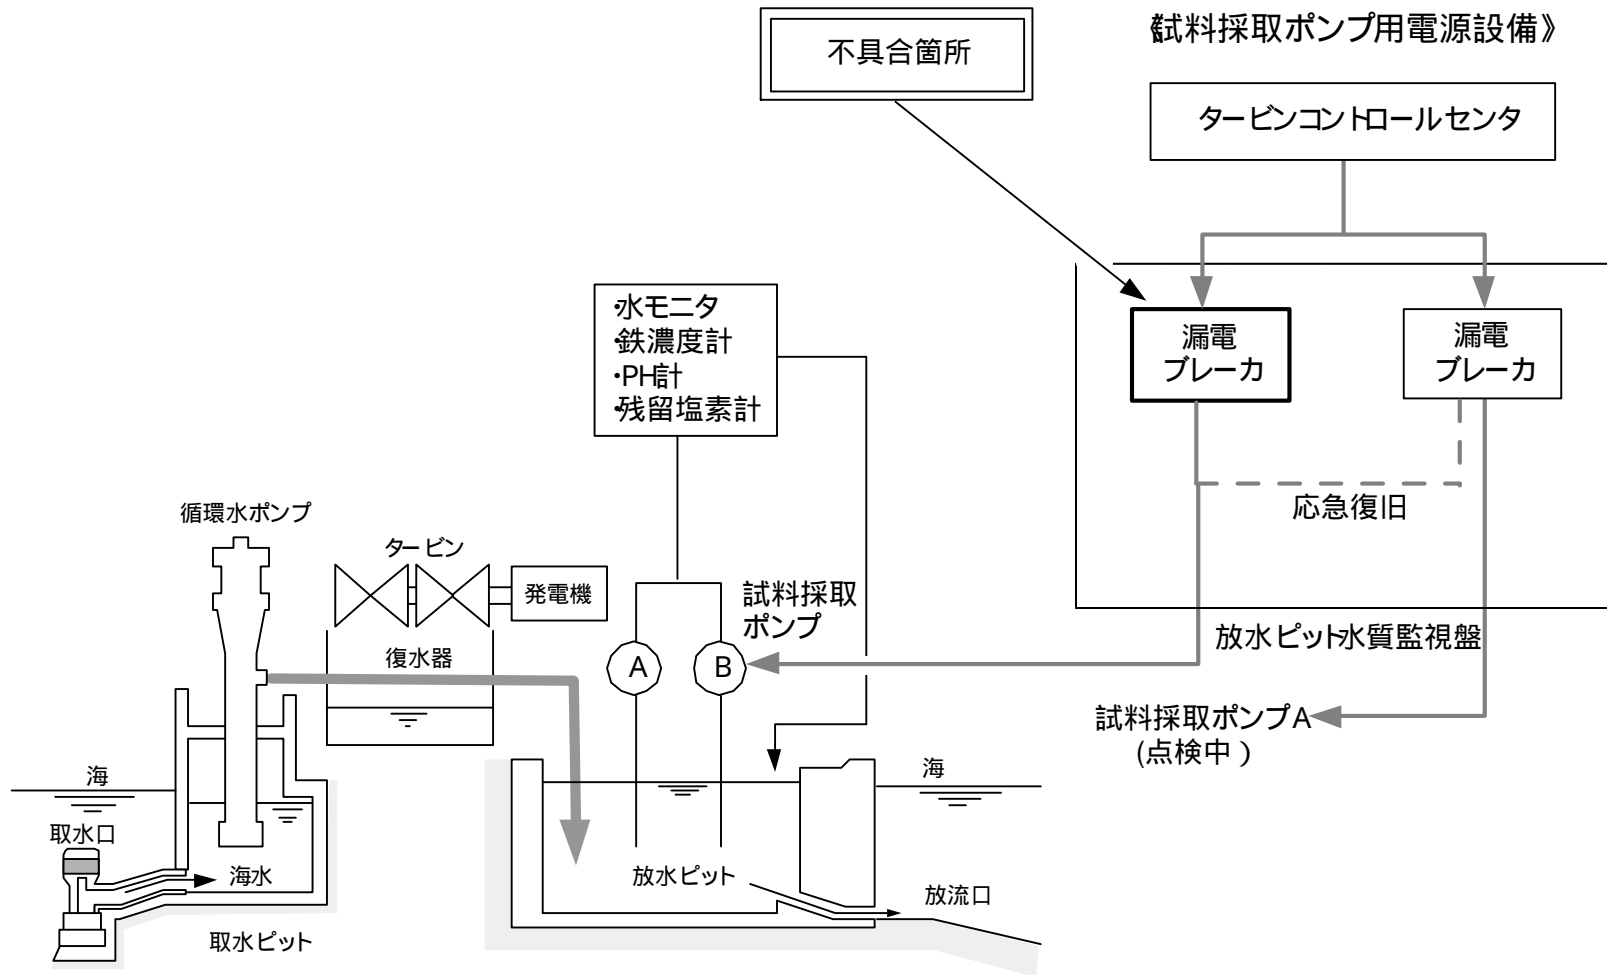 不具合箇所
《試料採取ポンプ用電源設備》
タービンコントロールセンタ
・水モニタ
・鉄濃度計
・PH計
・残留塩素計
漏電
ブレーカ
漏電
ブレーカ
応急復旧
循環水ポンプ
タービン
発電機
試料採取
ポンプ
復水器
A
B
放水ピット水質監視盤
試料採取ポンプA
(点検中)
海
海
取水口
海水
放水ピット
放流口
取水ピット